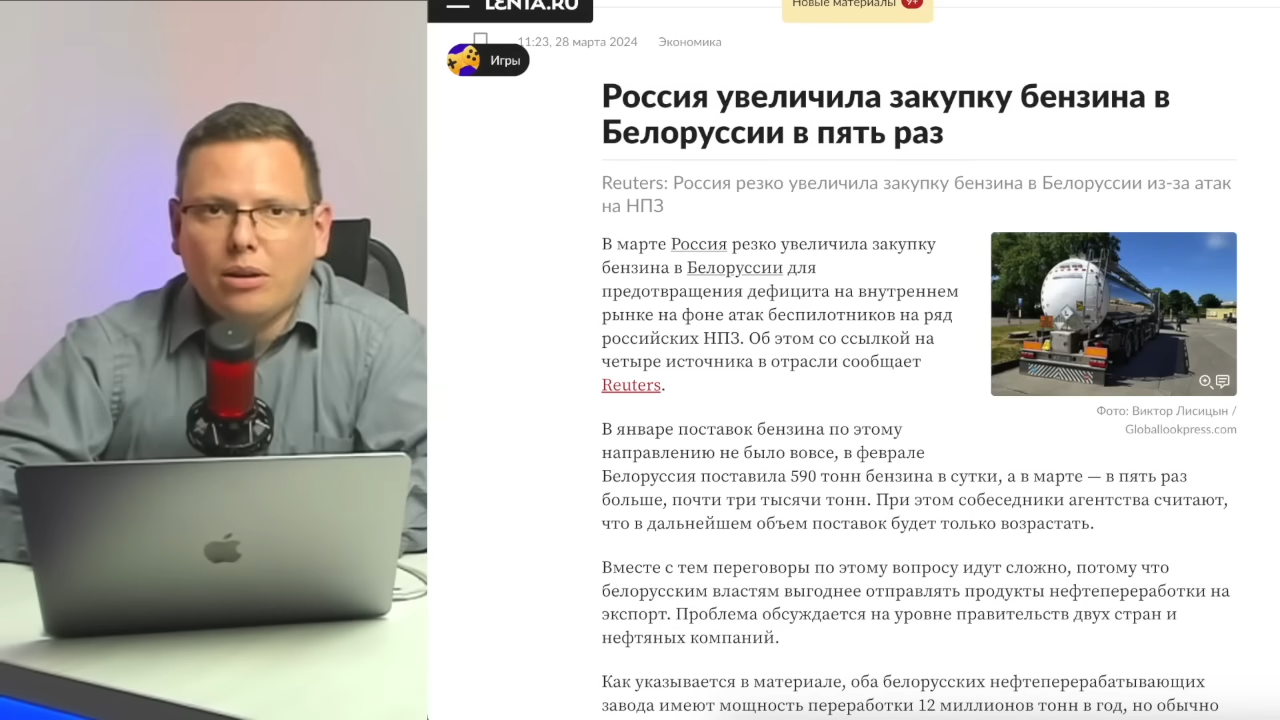 LENTA.RU
Новые материалы 9+
11:23, 28 марта 2024 Экономика
Игры
Россия увеличила закупку бензина в
Белоруссии в пять раз
Reuters: Россия резко увеличила закупку бензина в Белоруссии из-за атак
на НПЗ
В марте Россия резко увеличила закупку
бензина в Белоруссии для
предотвращения дефицита на внутреннем
рынке на фоне атак беспилотников на ряд
российских НПЗ. Об этом со ссылкой на
четыре источника в отрасли сообщает
Reuters.
Фото: Виктор Лисицын /
Globallookpress.com
В январе поставок бензина по этому
направлению не было вовсе, в феврале
Белоруссия поставила 590 тонн бензина в сутки, а в марте — в пять раз
больше, почти три тысячи тонн. При этом собеседники агентства считают,
что в дальнейшем объем поставок будет только возрастать.
Вместе с тем переговоры по этому вопросу идут сложно, потому что
белорусским властям выгоднее отправлять продукты нефтепереработки на
экспорт. Проблема обсуждается на уровне правительств двух стран и
нефтяных компаний.
Как указывается в материале, оба белорусских нефтеперерабатывающих
завода имеют мощность переработки 12 миллионов тонн в год, но обычно